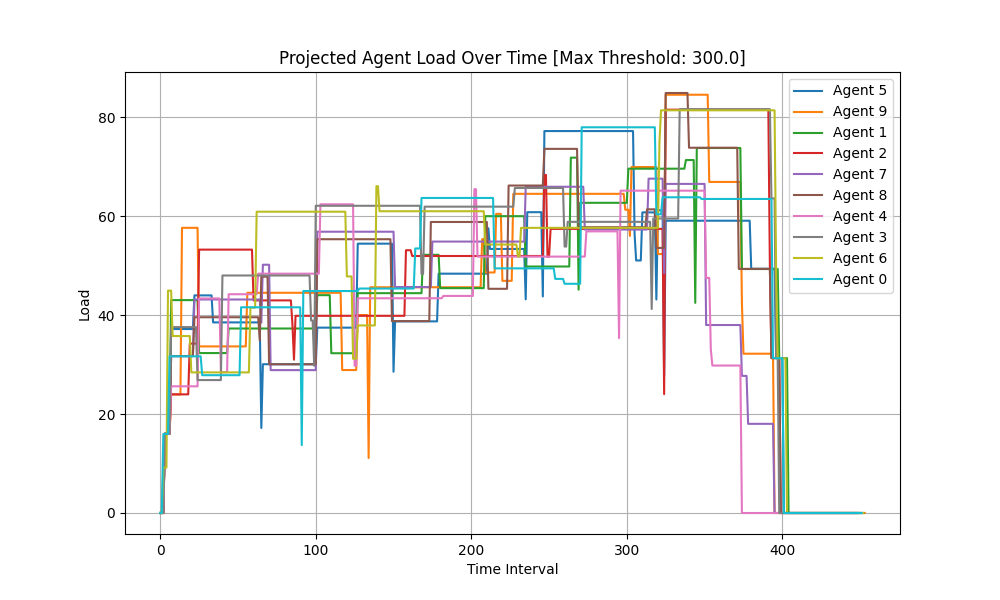 Projected Agent Load Over Time [Max Threshold: 300.0]
Load
80
60
40
20
0
0 100 200 300 400
Time Interval
Agent 5
Agent 9
Agent 1
Agent 2
Agent 7
Agent 8
Agent 4
Agent 3
Agent 6
Agent 0